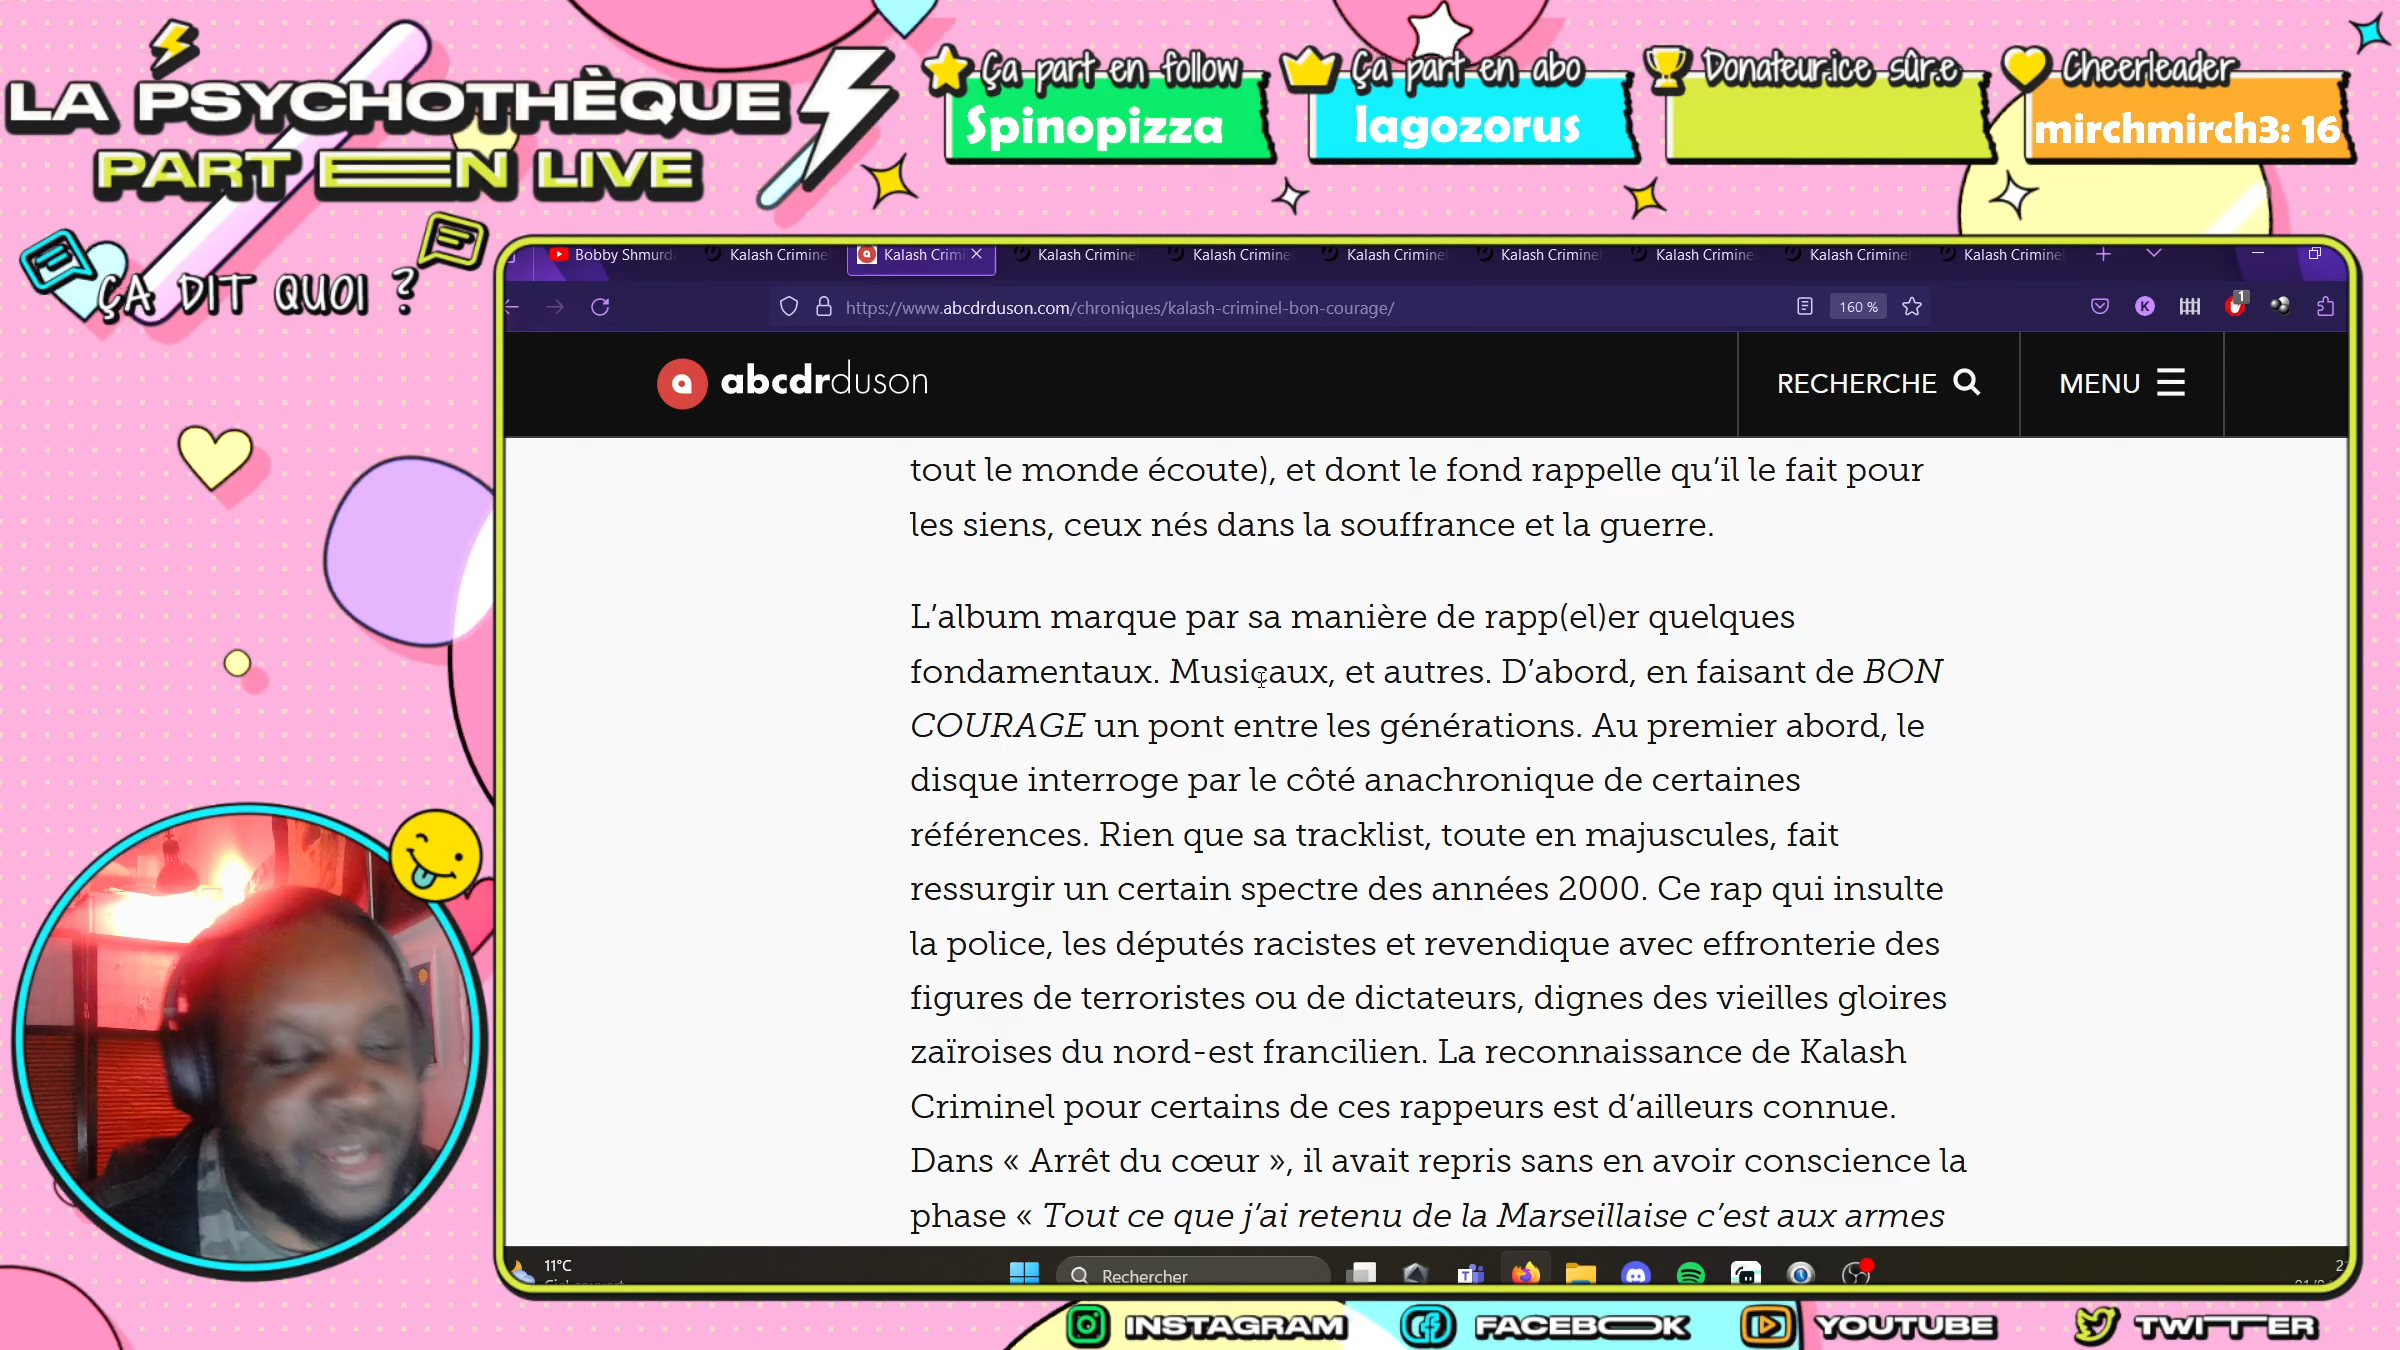 LA PSYCHOTHÈQUE
PART EN LIVE
Ça part en follow
Spinopizza
Ça part en abo
lagozorus
Donateur.ice sûr.e
Cheerleader
mirchmirch3: 16
ÇA DIT QUOI ?
Bobby Shmurd
Kalash Crimine
Kalash Crim
Kalash Criminel
Kalash Criminel
Kalash Criminel
Kalash Criminel
Kalash Criminel
Kalash Criminel
Kalash Criminel
https://www.abcdrduson.com/chroniques/kalash-criminel-bon-courage/
160 %
K
1
a abcdrduson
RECHERCHE
MENU
tout le monde écoute), et dont le fond rappelle qu’il le fait pour
les siens, ceux nés dans la souffrance et la guerre.
L’album marque par sa manière de rapp(el)er quelques
fondamentaux. Musicaux, et autres. D’abord, en faisant de BON
COURAGE un pont entre les générations. Au premier abord, le
disque interroge par le côté anachronique de certaines
références. Rien que sa tracklist, toute en majuscules, fait
ressurgir un certain spectre des années 2000. Ce rap qui insulte
la police, les députés racistes et revendique avec effronterie des
figures de terroristes ou de dictateurs, dignes des vieilles gloires
zaïroises du nord-est francilien. La reconnaissance de Kalash
Criminel pour certains de ces rappeurs est d’ailleurs connue.
Dans « Arrêt du cœur », il avait repris sans en avoir conscience la
phase « Tout ce que j’ai retenu de la Marseillaise c’est aux armes
11°C
Rechercher
INSTAGRAM
FACEBOOK
YOUTUBE
TWITTER